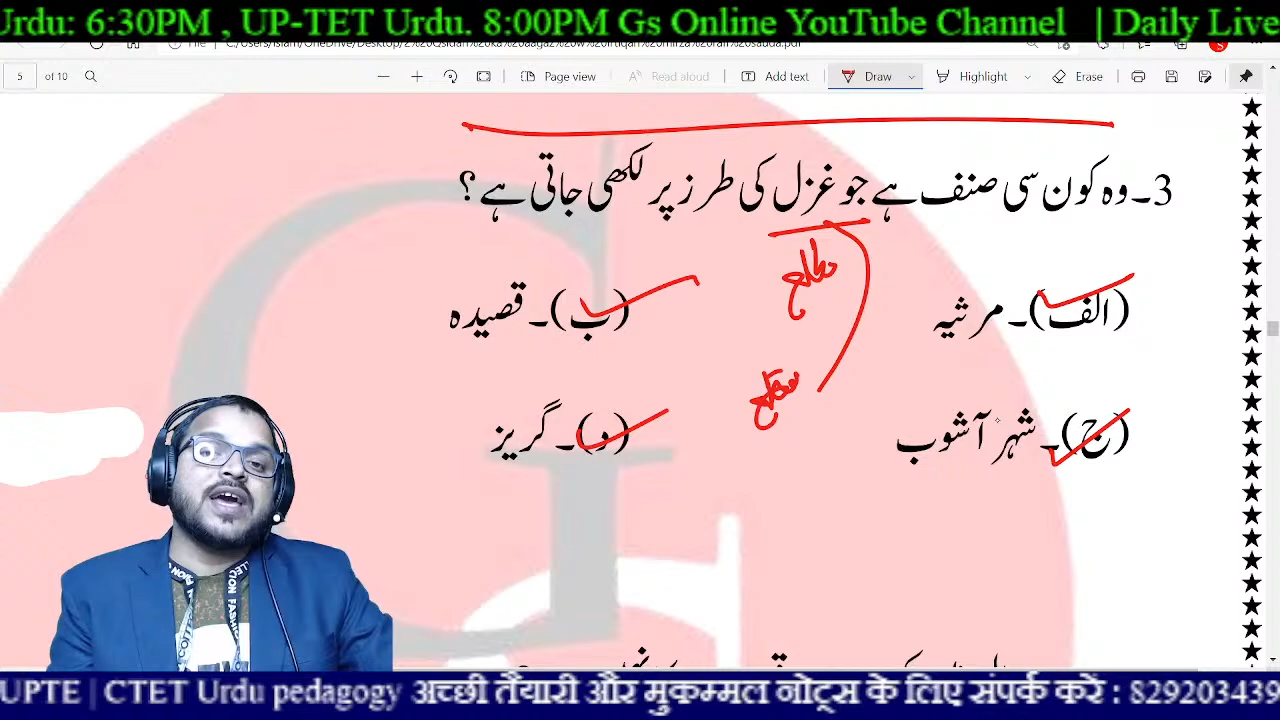 Urdu: 6:30PM , UP-TET Urdu. 8:00PM Gs Online YouTube Channel | Daily Live
5 of 10 Page view Read aloud Add text Draw Highlight Erase
3۔وہ کون سی صنف ہے جو غزل کی طرز پر لکھی جاتی ہے ؟
مطلع
(الف)۔ مرثیہ (ب)۔ قصیدہ
مقطع
(ج)۔ شہر آشوب (د)۔ گریز
UPTE | CTET Urdu pedagogy अच्छी तैयारी और मुकम्मल नोट्स के लिए संपर्क करें : 829203439